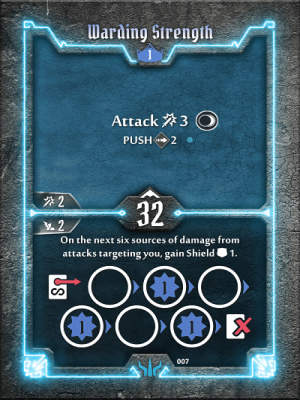 Warding Strength
1
Attack 3
PUSH 2
2
32
2
On the next six sources of damage from
attacks targeting you, gain Shield 1.
1
1
1
007